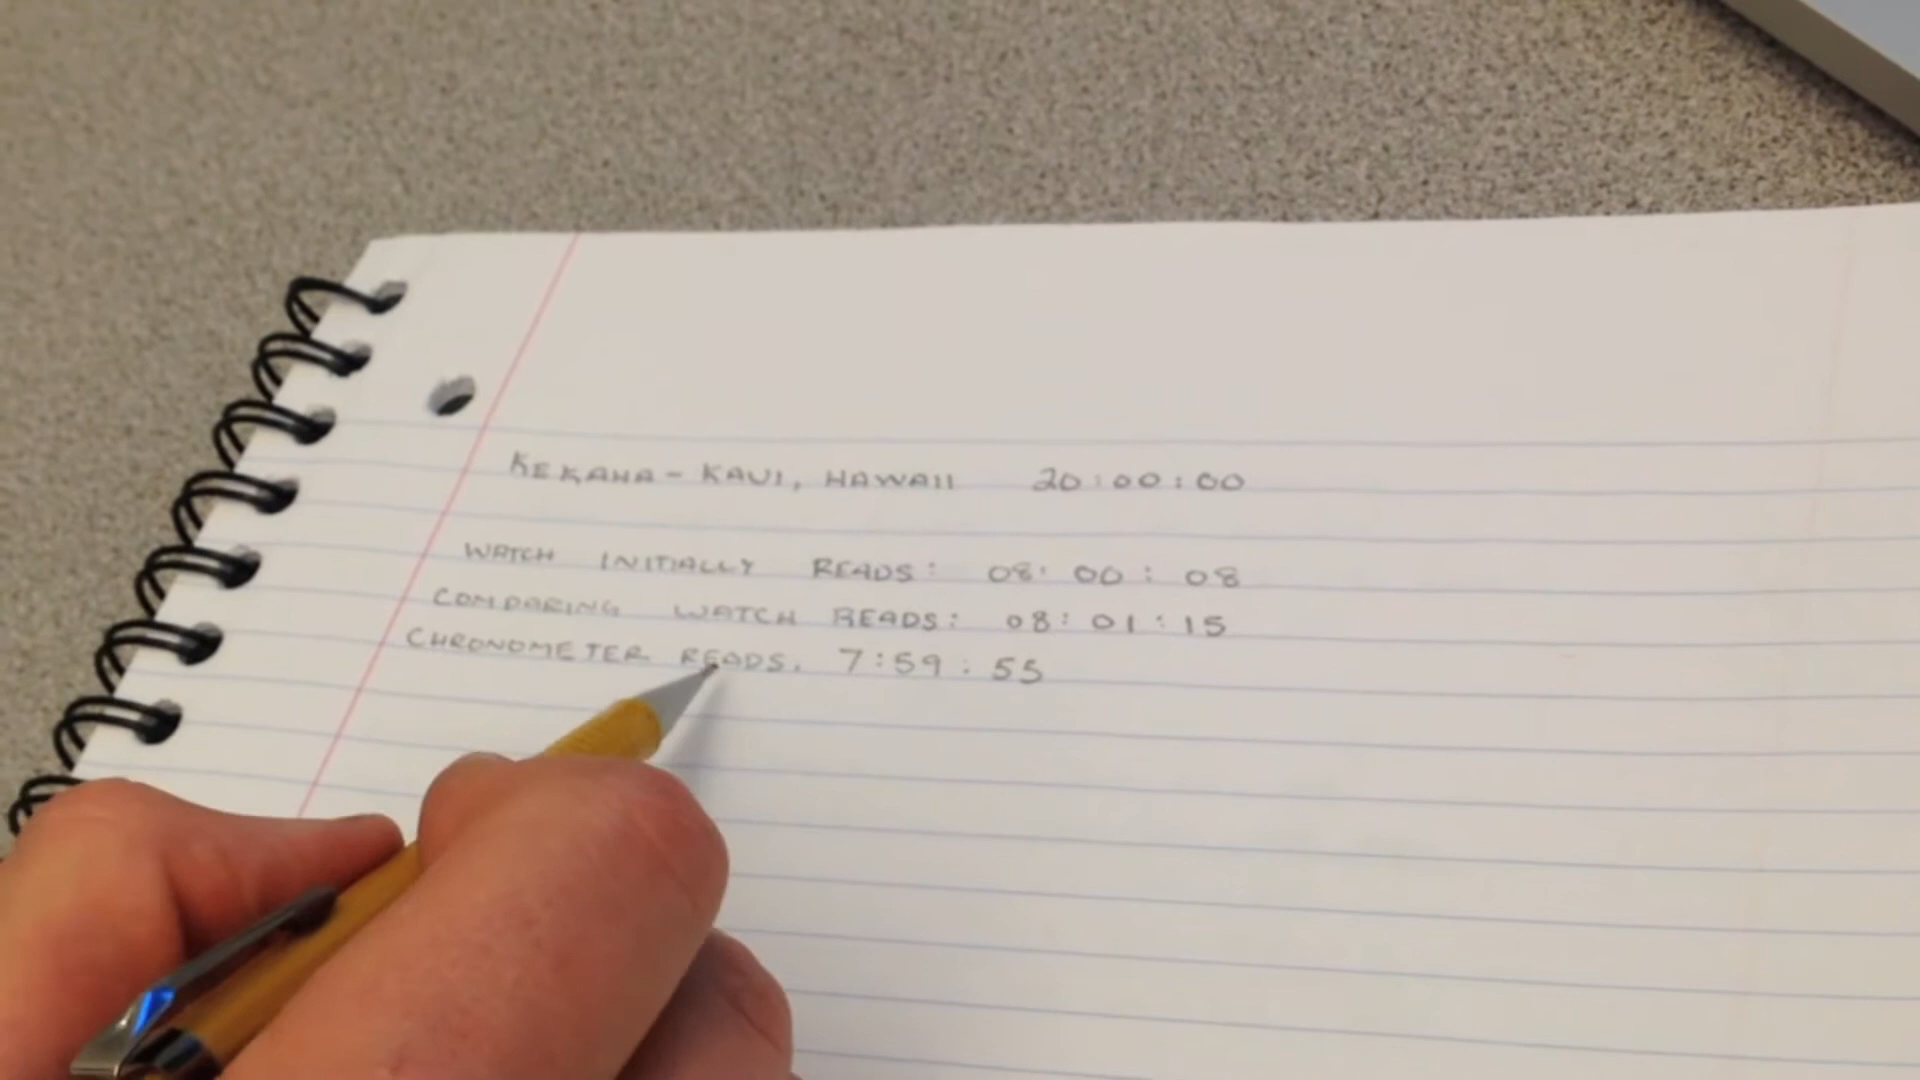 KEKAHA - KAUI, HAWAII 20:00:00
WATCH INITIALLY READS: 08:00:08
COMPARING WATCH READS: 08:01:15
CHRONOMETER READS. 7:59:55